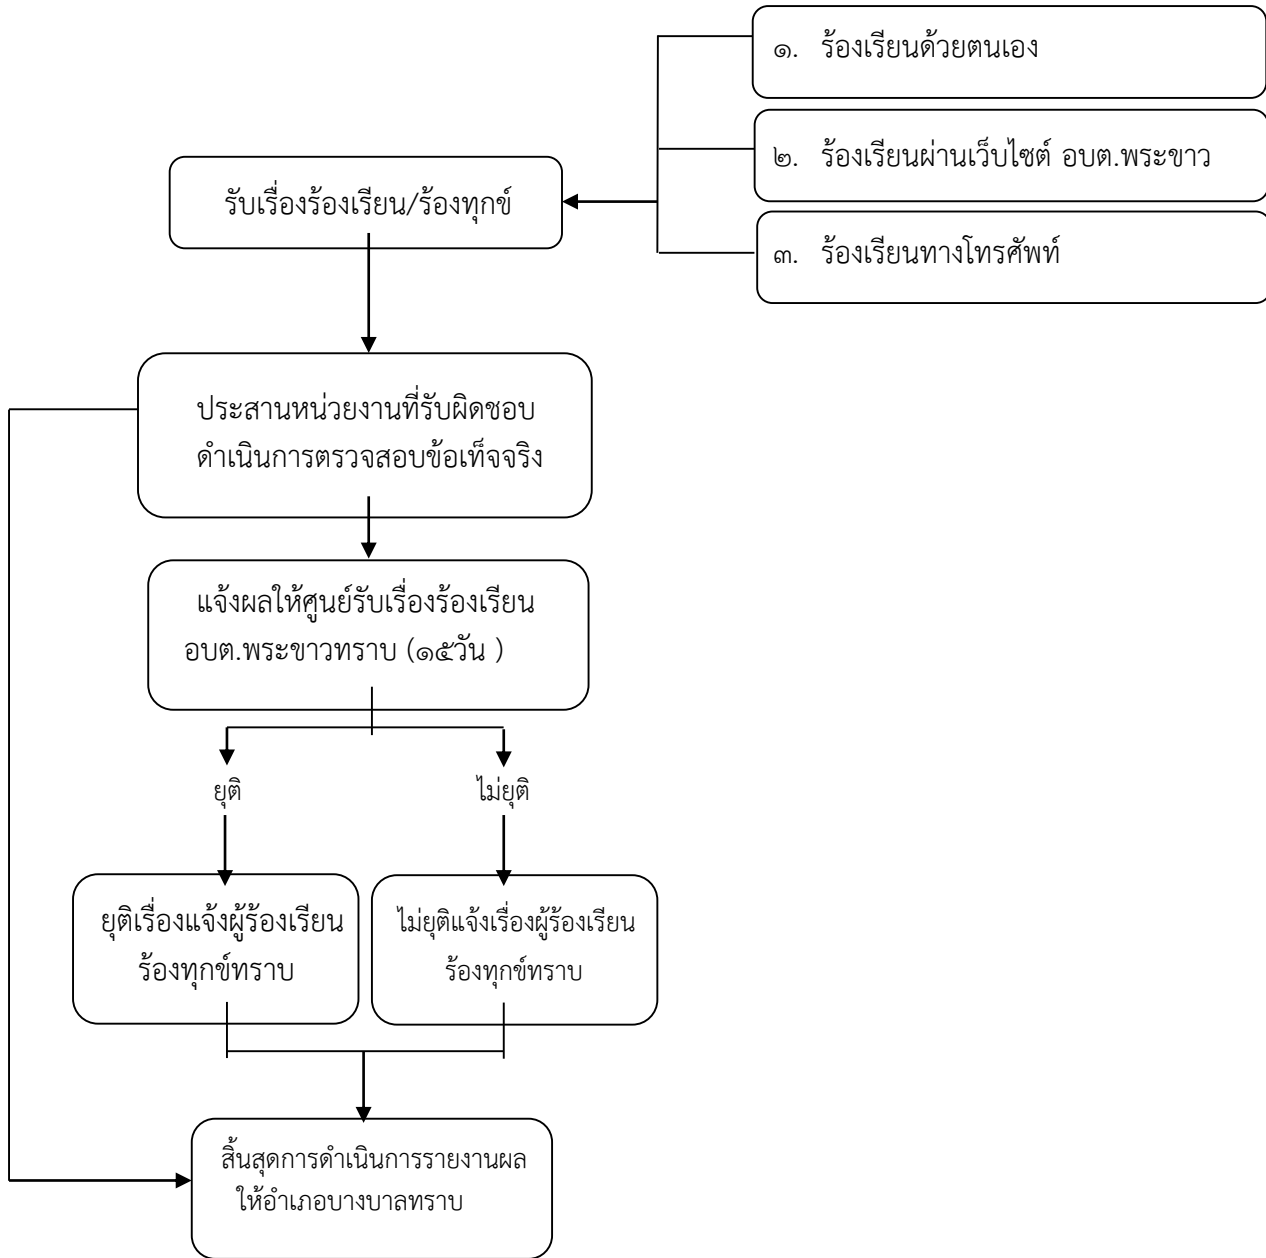 ๑. ร้องเรียนด้วยตนเอง
๒. ร้องเรียนผ่านเว็บไซต์ อบต.พระขาว
๓. ร้องเรียนทางโทรศัพท์
รับเรื่องร้องเรียน/ร้องทุกข์
ประสานหน่วยงานที่รับผิดชอบ
ดำเนินการตรวจสอบข้อเท็จจริง
แจ้งผลให้ศูนย์รับเรื่องร้องเรียน
อบต.พระขาวทราบ (๑๕วัน )
ยุติ
ไม่ยุติ
ยุติเรื่องแจ้งผู้ร้องเรียน
ร้องทุกข์ทราบ
ไม่ยุติแจ้งเรื่องผู้ร้องเรียน
ร้องทุกข์ทราบ
สิ้นสุดการดำเนินการรายงานผล
ให้อำเภอบางบาลทราบ